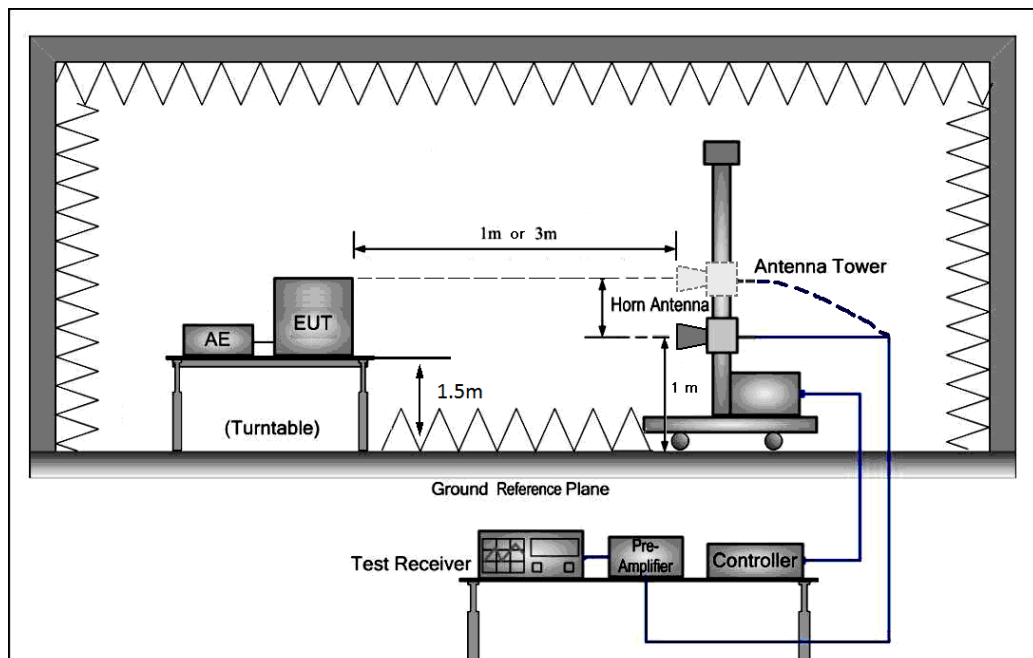 1m or 3m
Antenna Tower
Horn Antenna
EUT
AE
1 m
1.5m
(Turntable)
Ground Reference Plane
Test Receiver
Pre-
Amplifier
Controller